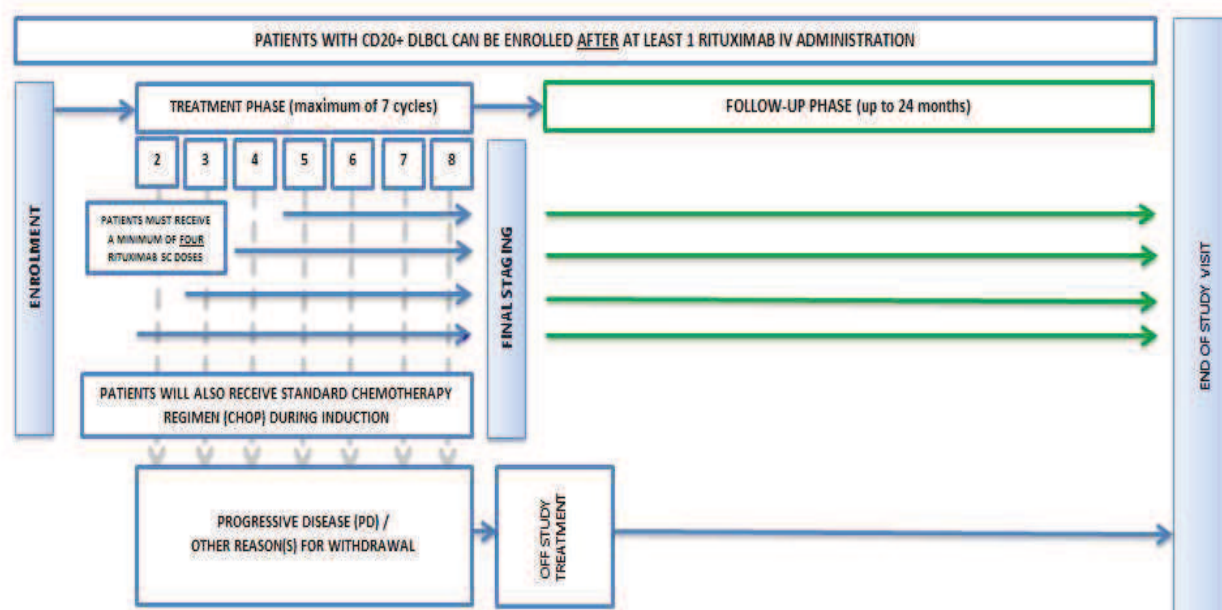 PATIENTS WITH CD20+ DLBCL CAN BE ENROLLED AFTER AT LEAST 1 RITUXIMAB IV ADMINISTRATION
ENROLMENT
TREATMENT PHASE (maximum of 7 cycles)
FOLLOW-UP PHASE (up to 24 months)
2 3 4 5 6 7 8
PATIENTS MUST RECEIVE
A MINIMUM OF FOUR
RITUXIMAB SC DOSES
FINAL STAGING
PATIENTS WILL ALSO RECEIVE STANDARD CHEMOTHERAPY
REGIMEN (CHOP) DURING INDUCTION
PROGRESSIVE DISEASE (PD) /
OTHER REASON(S) FOR WITHDRAWAL
OFF STUDY
TREATMENT
END OF STUDY VISIT